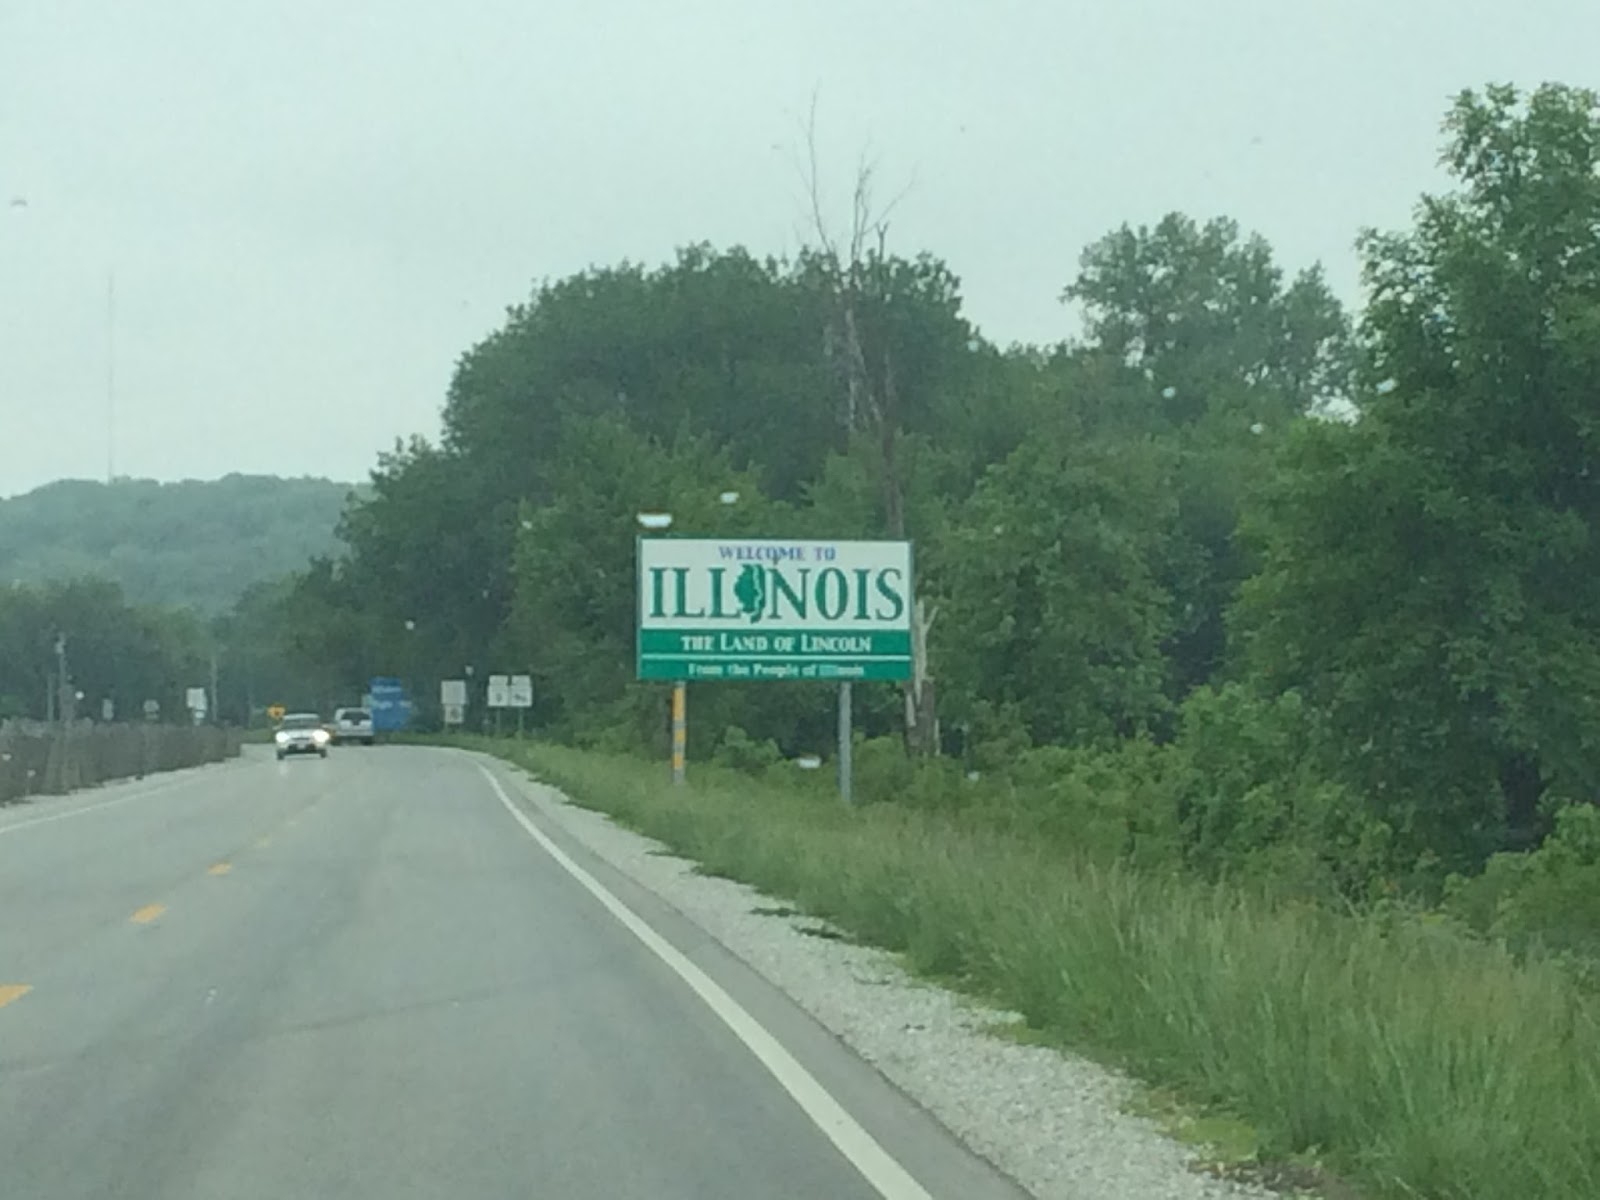 WELCOME TO
ILLINOIS
THE LAND OF LINCOLN
From the People of Illinois